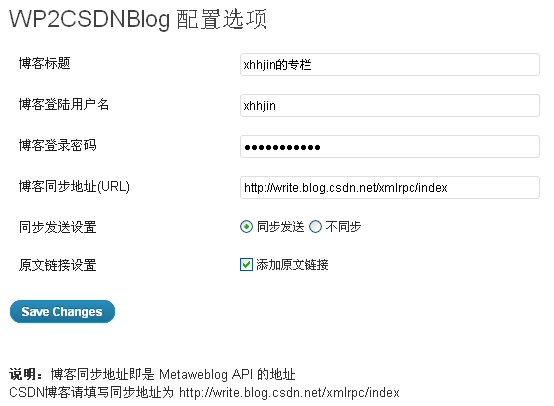 WP2CSDNBlog 配置选项
博客标题 xhhjin的专栏
博客登陆用户名 xhhjin
博客登录密码 ●●●●●●●●●●●
博客同步地址(URL) http://write.blog.csdn.net/xmlrpc/index
同步发送设置 同步发送 不同步
原文链接设置 添加原文链接
Save Changes
说明：博客同步地址即是 Metaweblog API 的地址
CSDN博客请填写同步地址为 http://write.blog.csdn.net/xmlrpc/index